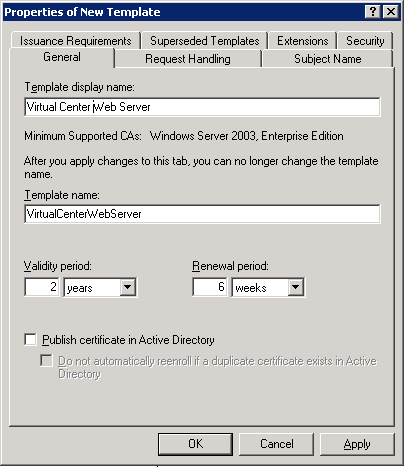 Properties of New Template
Issuance Requirements Superseded Templates Extensions Security
General Request Handling Subject Name
Template display name:
Virtual Center Web Server
Minimum Supported CAs: Windows Server 2003, Enterprise Edition
After you apply changes to this tab, you can no longer change the template
name.
Template name:
VirtualCenterWebServer
Validity period: Renewal period:
2 years 6 weeks
Publish certificate in Active Directory
Do not automatically reenroll if a duplicate certificate exists in Active
Directory
OK Cancel Apply